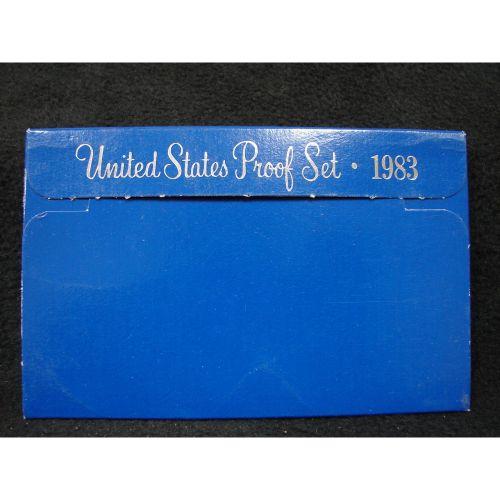 United States Proof Set · 1983